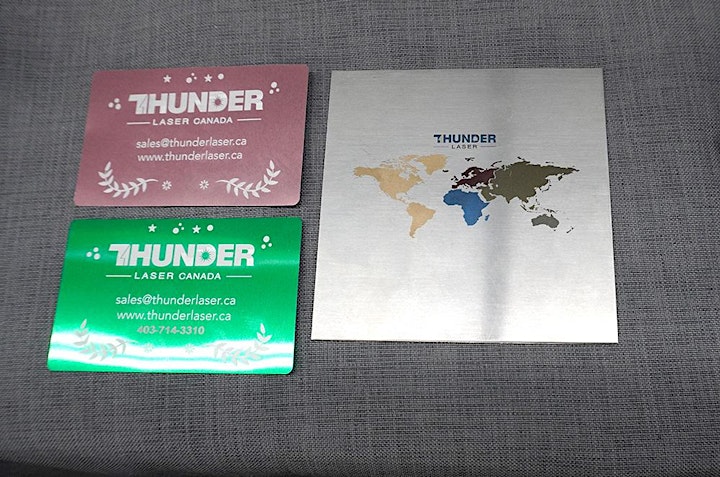 THUNDER
LASER CANADA
sales@thunderlaser.ca
www.thunderlaser.ca
THUNDER
LASER CANADA
sales@thunderlaser.ca
www.thunderlaser.ca
403-714-3310
THUNDER
LASER